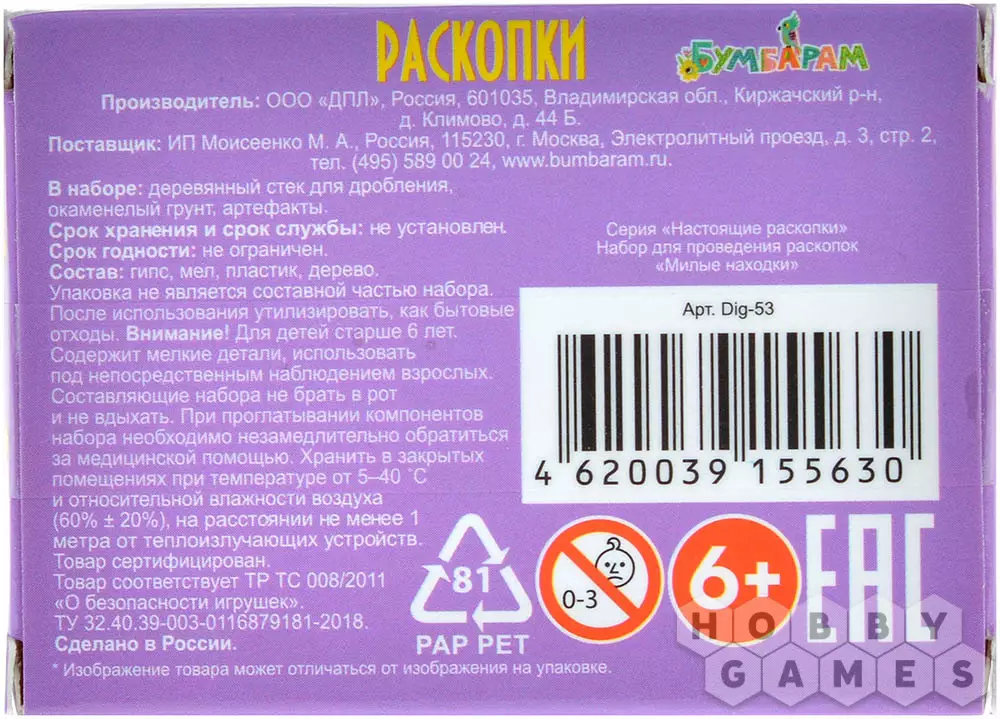 РАСКОПКИ
БУМБАРАМ
Производитель: ООО «ДПЛ», Россия, 601035, Владимирская обл., Киржачский р-н,
д. Климово, д. 44 Б.
Поставщик: ИП Моисеенко М. А., Россия, 115230, г. Москва, Электролитный проезд, д. 3, стр. 2,
тел. (495) 589 00 24, www.bumbaram.ru.
В наборе: деревянный стек для дробления,
окаменелый грунт, артефакты.
Срок хранения и срок службы: не установлен.
Срок годности: не ограничен.
Состав: гипс, мел, пластик, дерево.
Упаковка не является составной частью набора.
После использования утилизировать, как бытовые
отходы. Внимание! Для детей старше 6 лет.
Содержит мелкие детали, использовать
под непосредственным наблюдением взрослых.
Составляющие набора не брать в рот
и не вдыхать. При проглатывании компонентов
набора необходимо незамедлительно обратиться
за медицинской помощью. Хранить в закрытых
помещениях при температуре от 5–40 °С
и относительной влажности воздуха
(60% ± 20%), на расстоянии не менее 1
метра от теплоизлучающих устройств.
Товар сертифицирован.
Товар соответствует ТР ТС 008/2011
«О безопасности игрушек».
ТУ 32.40.39-003-0116879181-2018.
Сделано в России.
* Изображение товара может отличаться от изображения на упаковке.
Серия «Настоящие раскопки»
Набор для проведения раскопок
«Милые находки»
Арт. Dig-53
4 620039 155630
81
PAP PET
0-3
6+
EAC
HOBBY
GAMES